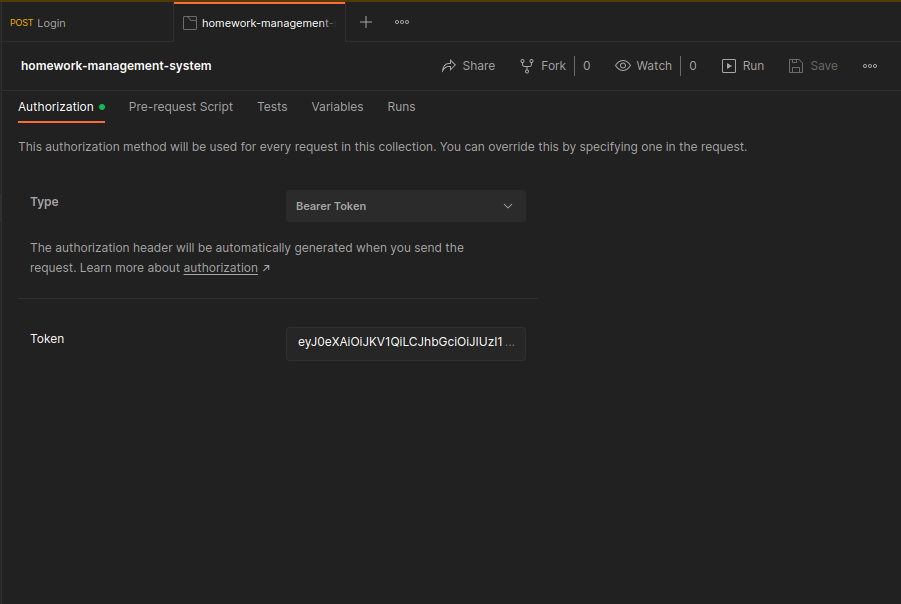 POST Login
homework-management-
homework-management-system
Share
Fork
0
Watch
0
Run
Save
Authorization
Pre-request Script
Tests
Variables
Runs
This authorization method will be used for every request in this collection. You can override this by specifying one in the request.
Type
Bearer Token
The authorization header will be automatically generated when you send the
request. Learn more about authorization ↗
Token
eyJ0eXAiOiJKV1QiLCJhbGciOiJIUzI1 ...